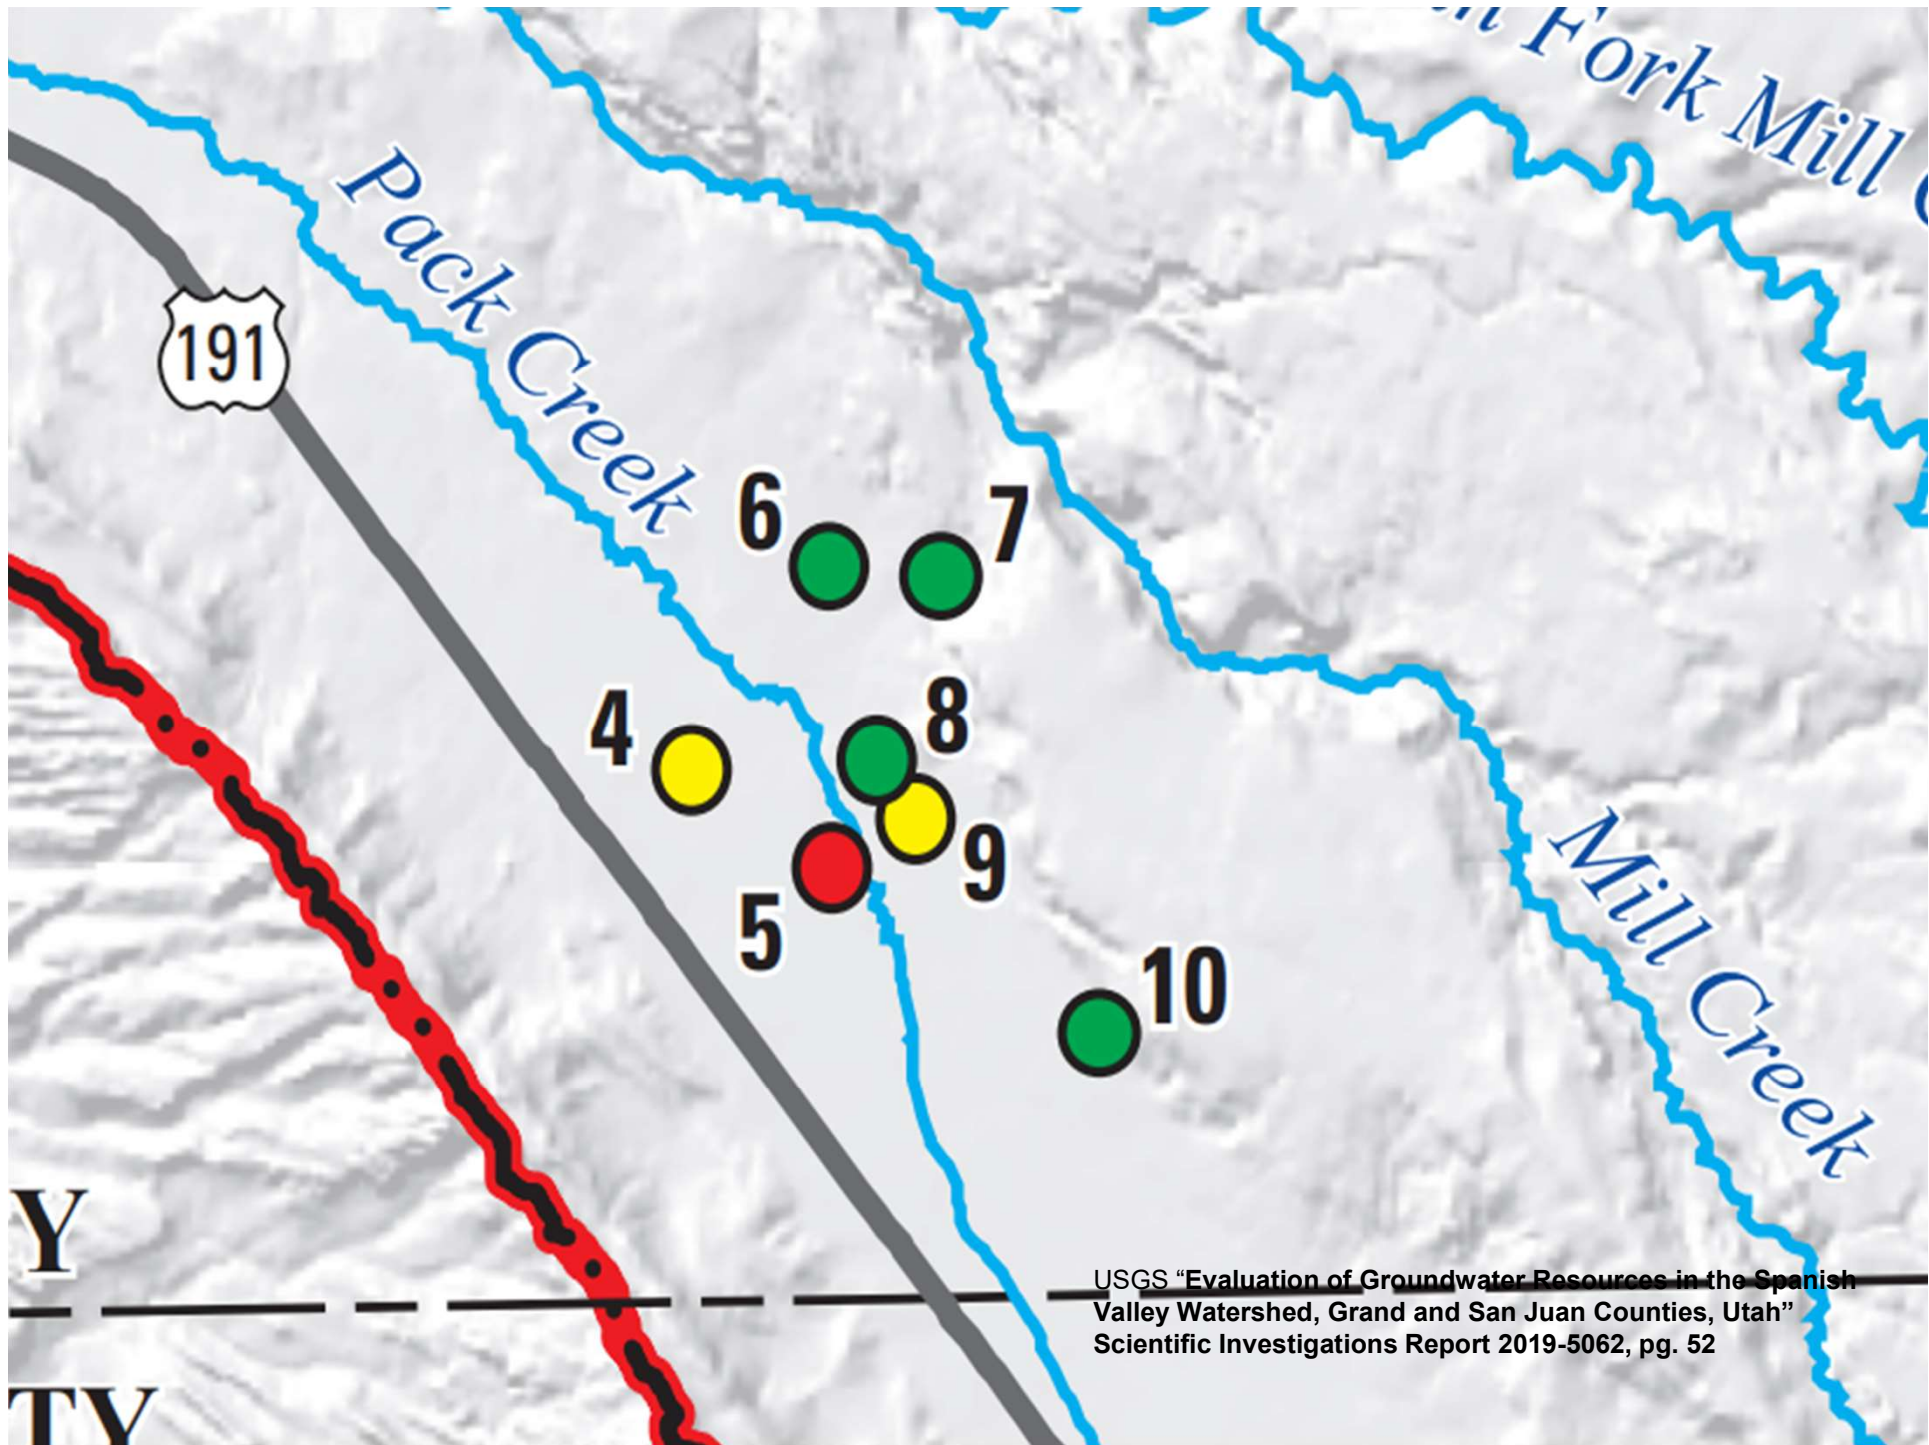 Fork Mill
Pack Creek
191
6
7
4
8
9
5
10
Mill Creek
Y
TY
USGS “Evaluation of Groundwater Resources in the Spanish
Valley Watershed, Grand and San Juan Counties, Utah”
Scientific Investigations Report 2019-5062, pg. 52